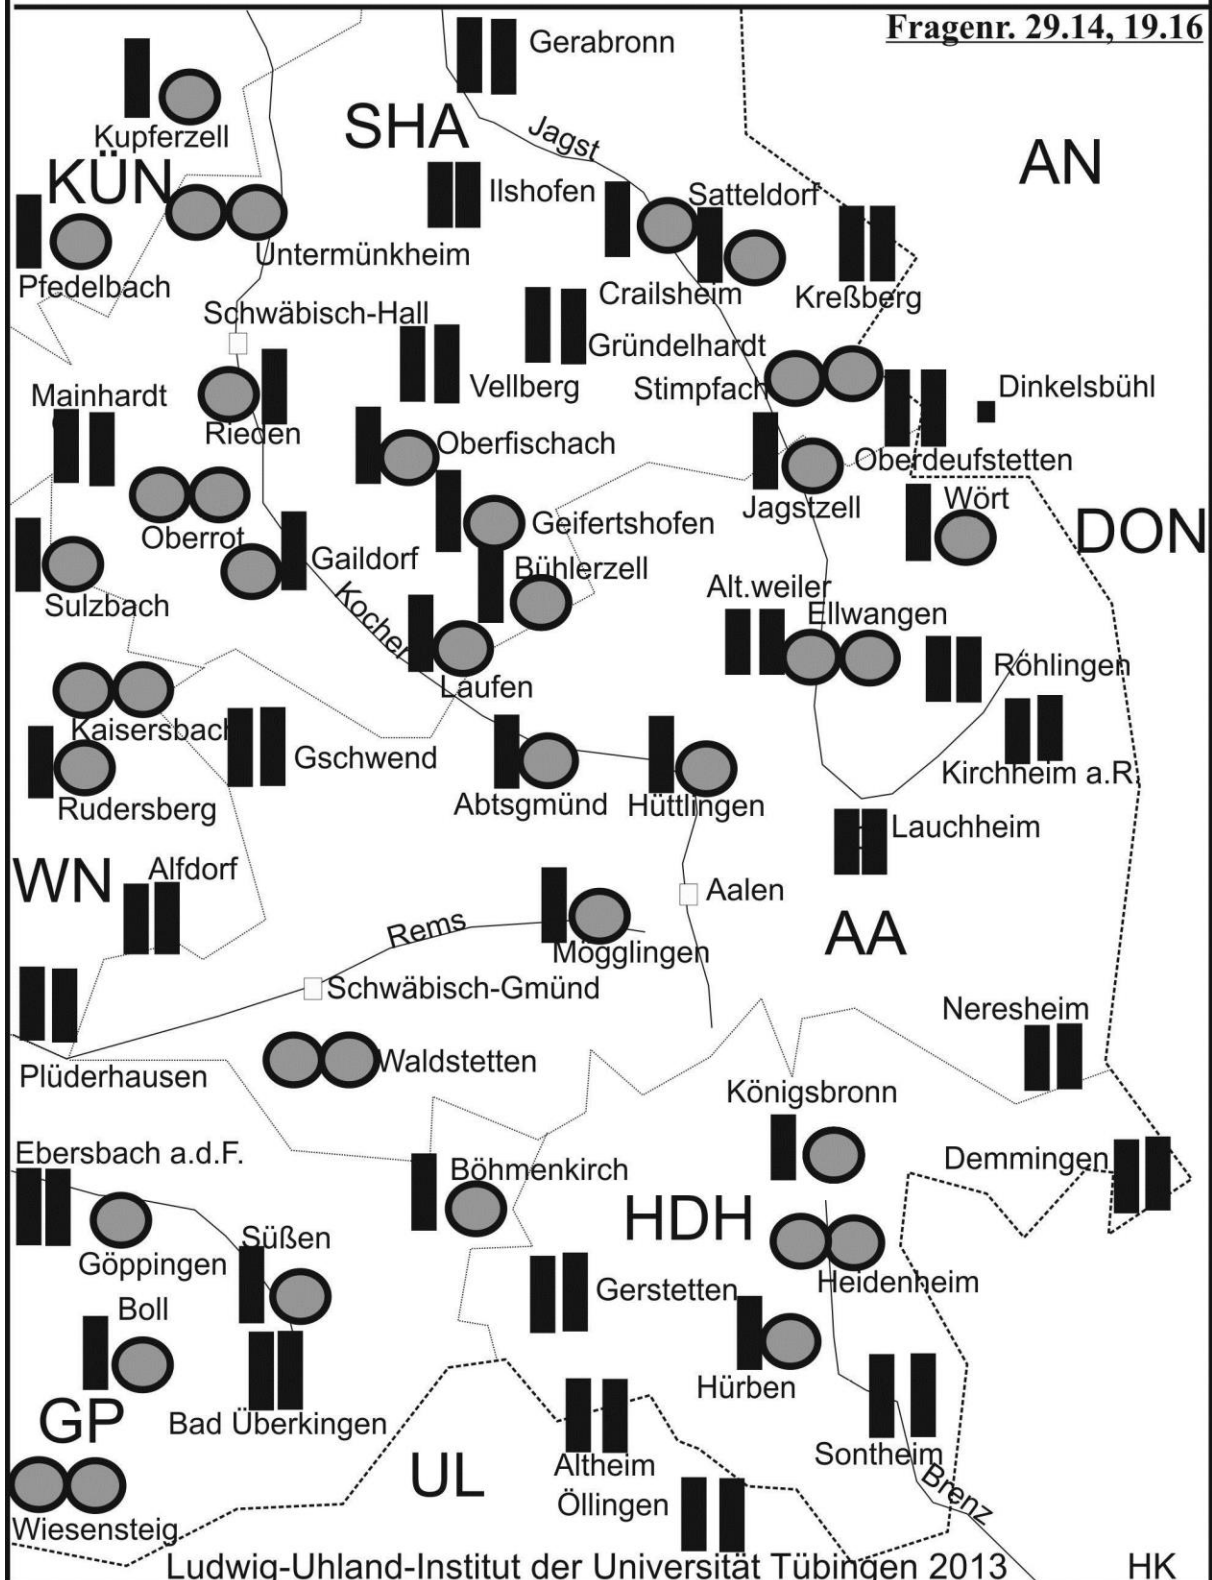 Fragenr. 29.14, 19.16
Gerabronn
Kupferzell
SHA
Jagst
AN
KÜN
Ilshofen
Satteldorf
Untermünkheim
Pfedelbach
Crailsheim
Kreßberg
Schwäbisch-Hall
Gründelhardt
Mainhardt
Vellberg
Stimpfach
Dinkelsbühl
Rieden
Oberfischach
Oberdeufstetten
Jagstzell
Wört
Oberrot
Geifertshofen
DON
Gaildorf
Bühlerzell
Sulzbach
Kocher
Alt.weiler
Ellwangen
Röhlingen
Laufen
Kaisersbach
Gschwend
Kirchheim a.R.
Rudersberg
Abtsgmünd
Hüttlingen
Lauchheim
WN
Alfdorf
Aalen
Rems
AA
Mögglingen
Schwäbisch-Gmünd
Neresheim
Plüderhausen
Waldstetten
Königsbronn
Ebersbach a.d.F.
Böhmenkirch
Demmingen
HDH
Göppingen
Süßen
Heidenheim
Boll
Gerstetten
Hürben
GP
Bad Überkingen
Sontheim
UL
Altheim
Öllingen
Brenz
Wiesensteig
Ludwig-Uhland-Institut der Universität Tübingen 2013
HK